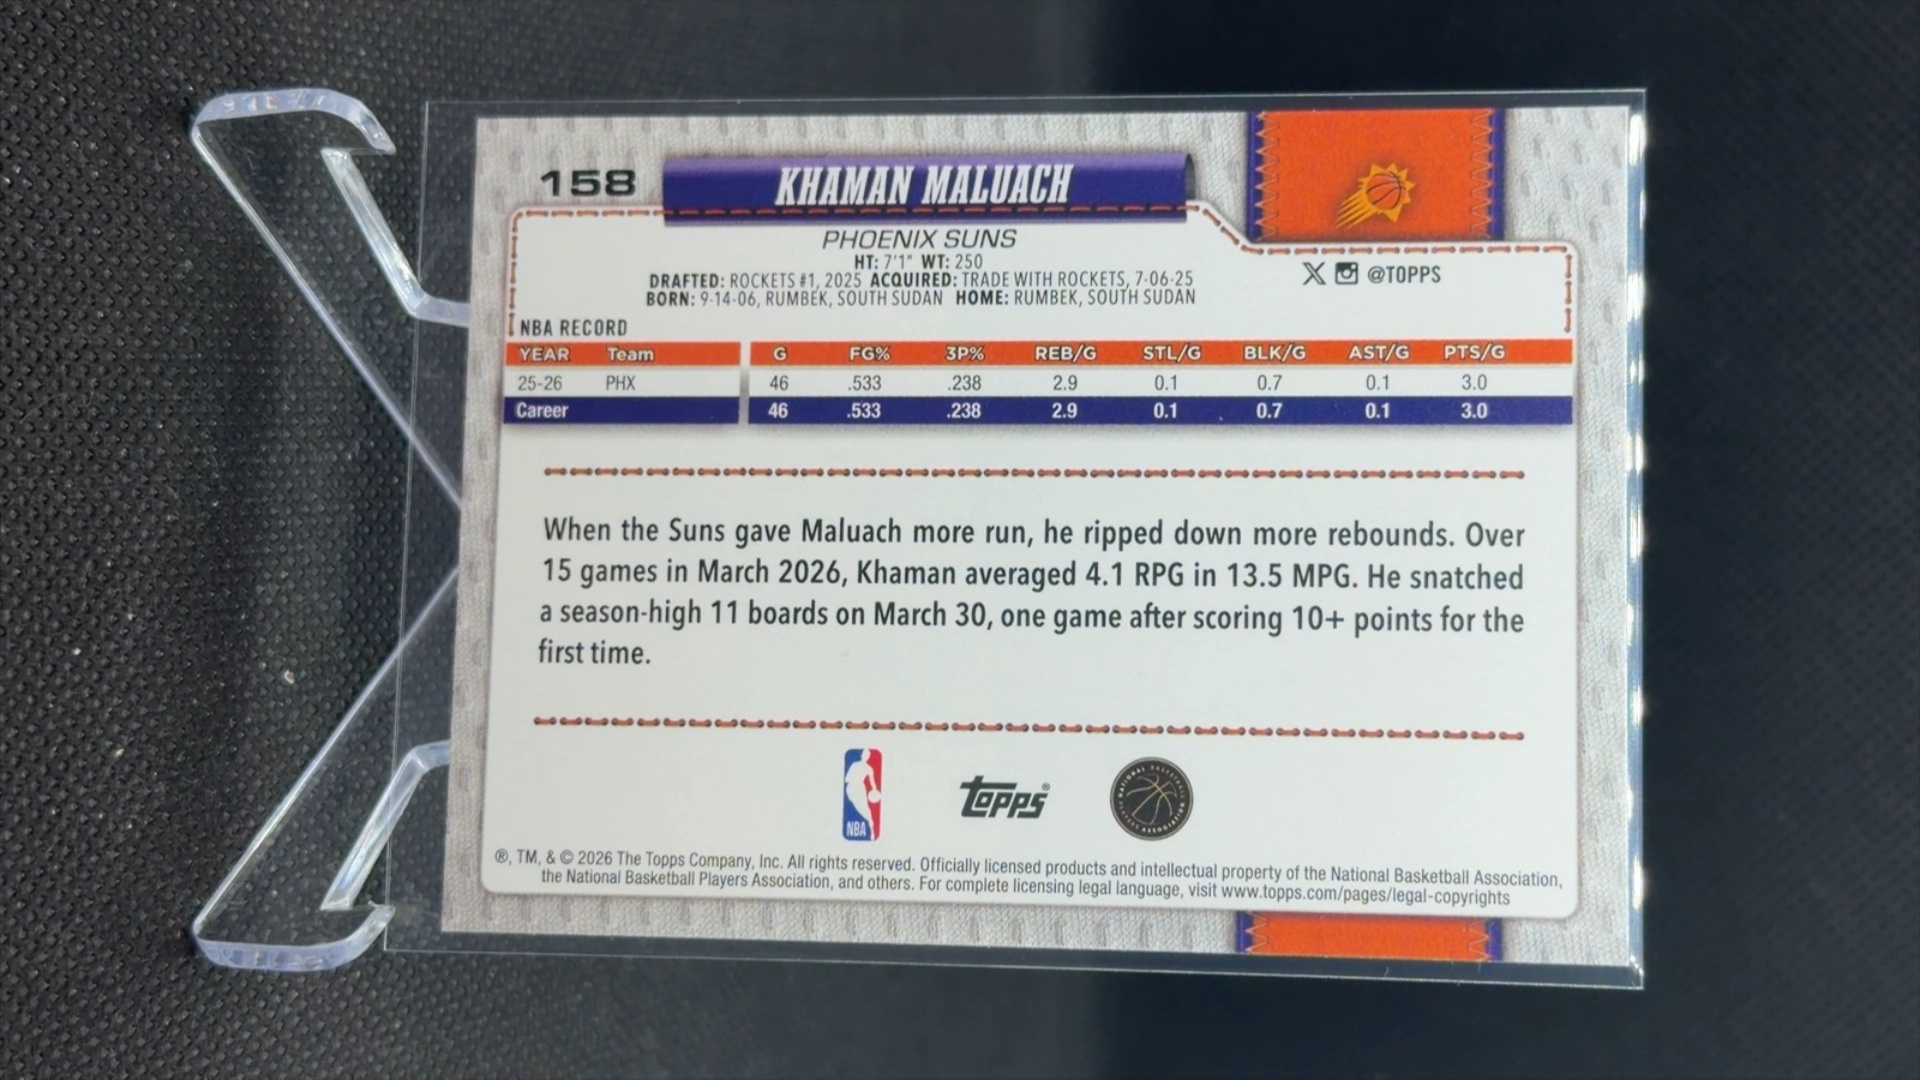 158
KHAMAN MALUACH
PHOENIX SUNS
HT: 7'1" WT: 250
DRAFTED: ROCKETS #1, 2025 ACQUIRED: TRADE WITH ROCKETS, 7-06-25
BORN: 9-14-06, RUMBEK, SOUTH SUDAN HOME: RUMBEK, SOUTH SUDAN
@TOPPS
NBA RECORD
YEAR Team G FG% 3P% REB/G STL/G BLK/G AST/G PTS/G
25-26 PHX 46 .533 .238 2.9 0.1 0.7 0.1 3.0
Career 46 .533 .238 2.9 0.1 0.7 0.1 3.0
When the Suns gave Maluach more run, he ripped down more rebounds. Over
15 games in March 2026, Khaman averaged 4.1 RPG in 13.5 MPG. He snatched
a season-high 11 boards on March 30, one game after scoring 10+ points for the
first time.
NBA
topps®
NATIONAL BASKETBALL PLAYERS ASSOCIATION
®, TM, & © 2026 The Topps Company, Inc. All rights reserved. Officially licensed products and intellectual property of the National Basketball Association,
the National Basketball Players Association, and others. For complete licensing legal language, visit www.topps.com/pages/legal-copyrights